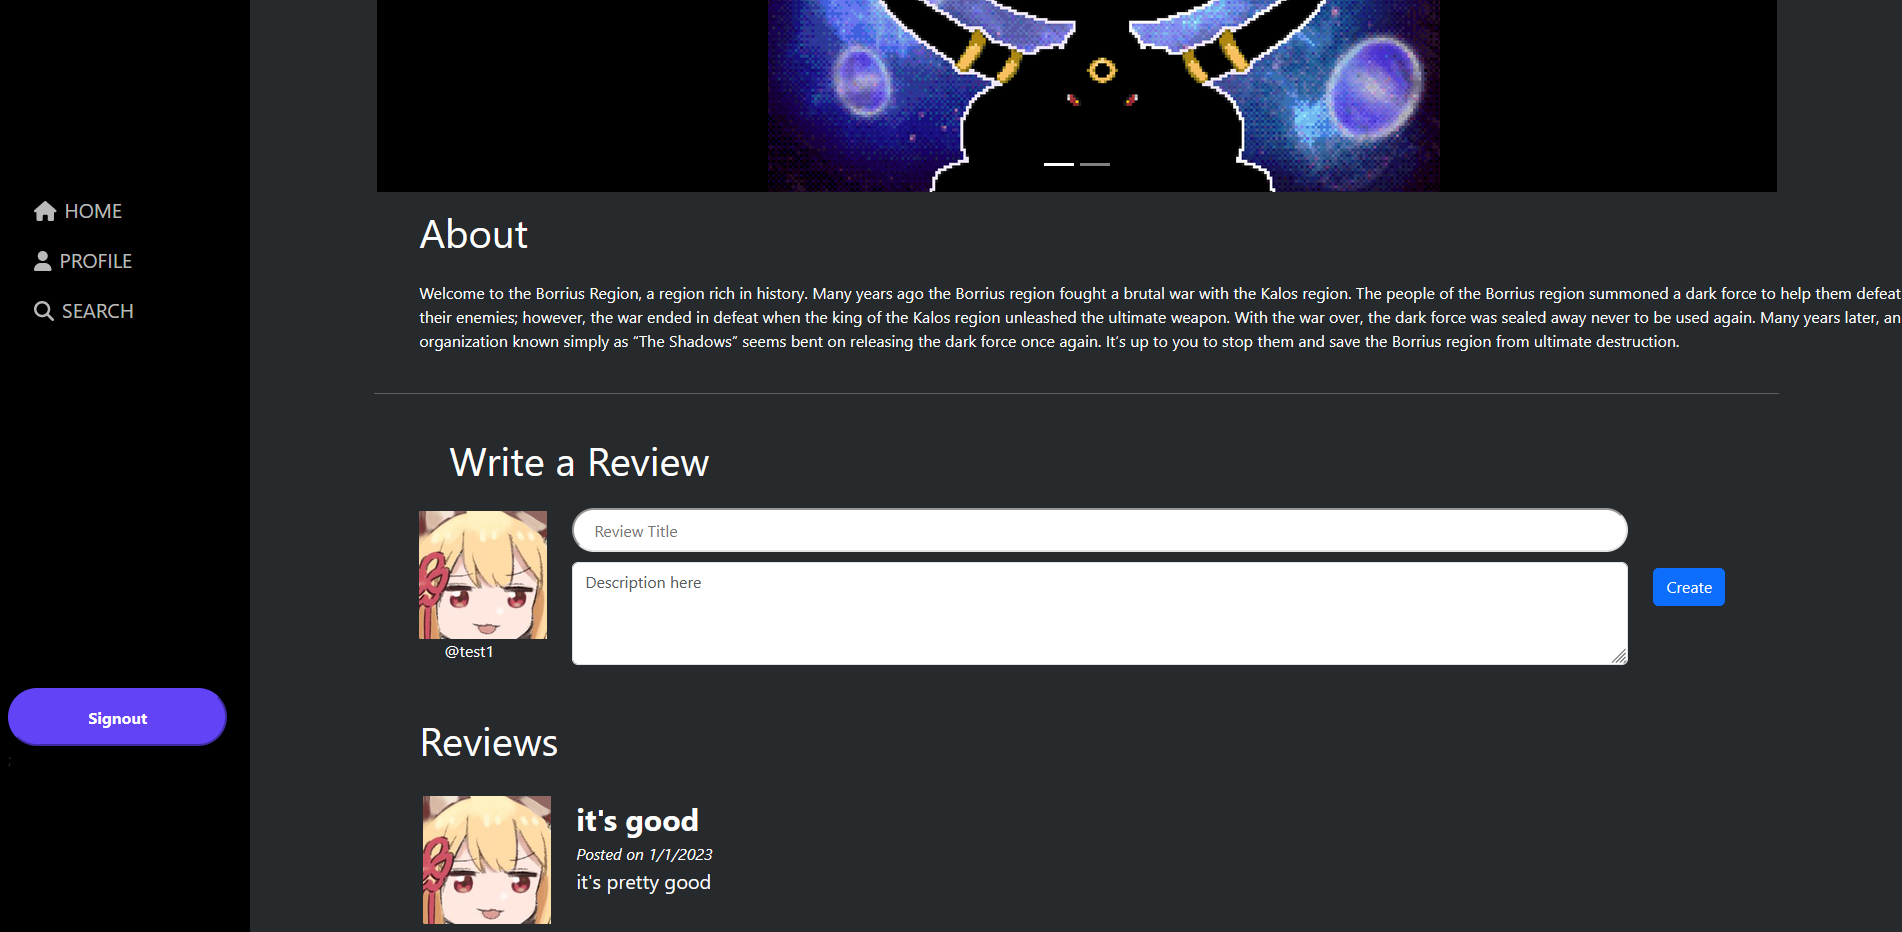 HOME
PROFILE
SEARCH
Signout
;
About
Welcome to the Borrius Region, a region rich in history. Many years ago the Borrius region fought a brutal war with the Kalos region. The people of the Borrius region summoned a dark force to help them defeat
their enemies; however, the war ended in defeat when the king of the Kalos region unleashed the ultimate weapon. With the war over, the dark force was sealed away never to be used again. Many years later, an
organization known simply as “The Shadows” seems bent on releasing the dark force once again. It’s up to you to stop them and save the Borrius region from ultimate destruction.
Write a Review
Review Title
Description here
Create
@test1
Reviews
it's good
Posted on 1/1/2023
it's pretty good